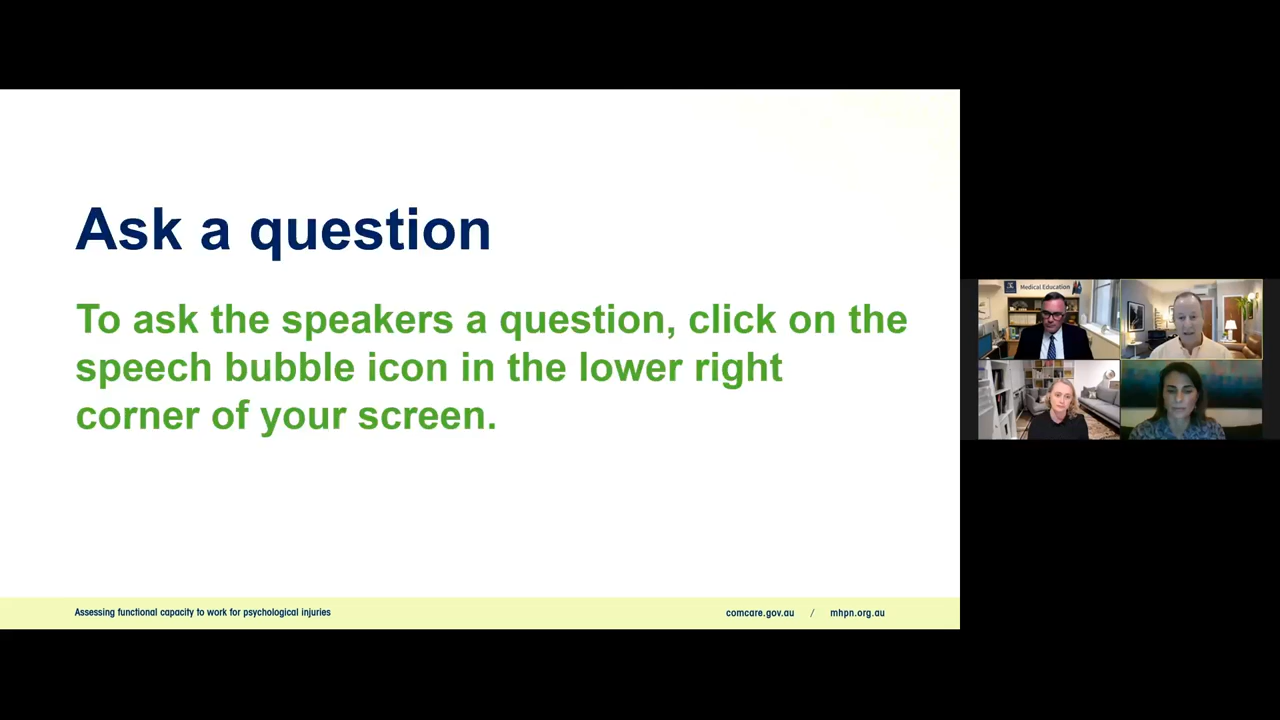 Ask a question
To ask the speakers a question, click on the
speech bubble icon in the lower right
corner of your screen.
Medical Education
Assessing functional capacity to work for psychological injuries
comcare.gov.au / mhpn.org.au